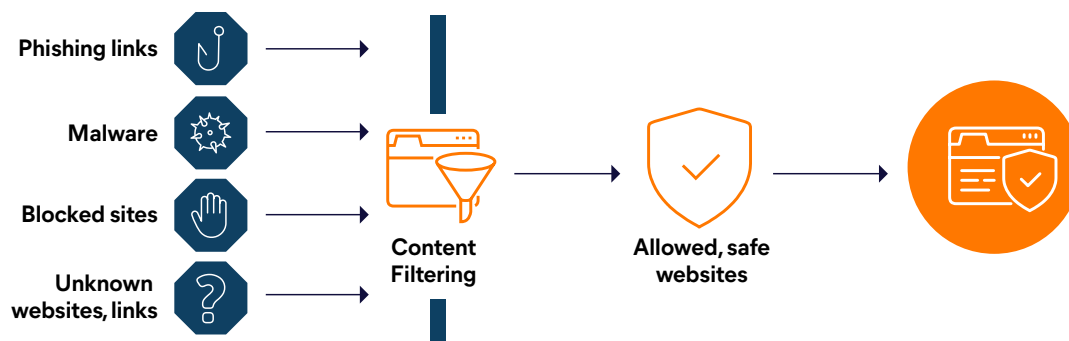 Phishing links
Malware
Blocked sites
Unknown
websites, links
Content
Filtering
Allowed, safe
websites